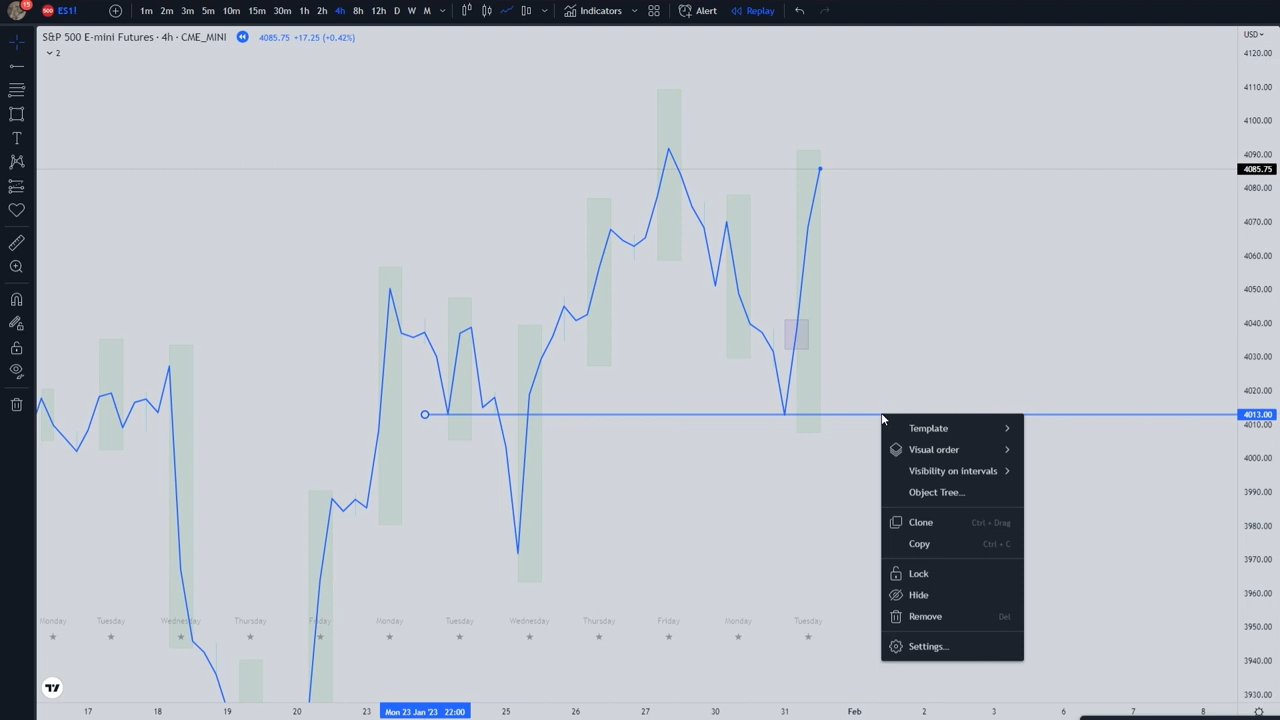 15
500 ES1!
1m 2m 3m 5m 10m 15m 30m 1h 2h 4h 8h 12h D W M Indicators Alert Replay
S&P 500 E-mini Futures · 4h · CME_MINI 4085.75 +17.25 (+0.42%)
2
USD
4120.00
4110.00
4100.00
4090.00
4085.75
4080.00
4070.00
4060.00
4050.00
4040.00
4030.00
4020.00
4013.00
4010.00
4000.00
3990.00
3980.00
3970.00
3960.00
3950.00
3940.00
3930.00
Template
Visual order
Visibility on intervals
Object Tree...
Clone Ctrl + Drag
Copy Ctrl + C
Lock
Hide
Remove Del
Settings...
Monday Tuesday Wednesday Thursday Friday Monday Tuesday Wednesday Thursday Friday Monday Tuesday
17 18 19 20 23 Mon 23 Jan '23 22:00 25 26 27 30 31 Feb 2 3 6 7 8